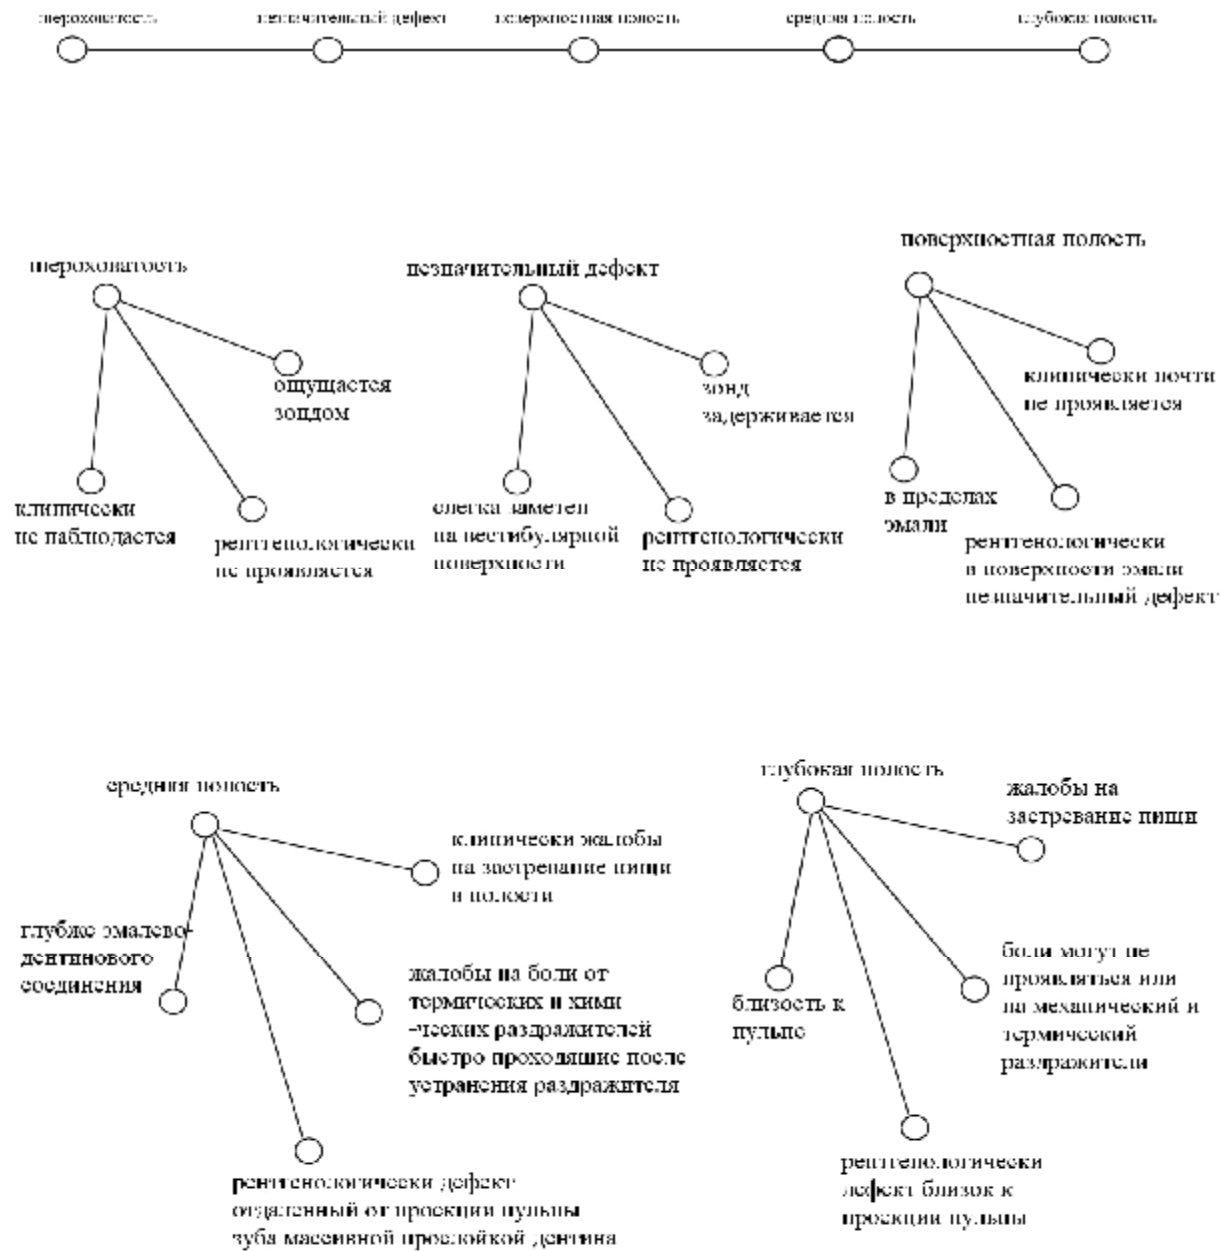 шероховатость
незначительный дефект
поверхностная полость
средняя полость
глубокая полость
шероховатость
ощущается
зондом
клинически
не наблюдается
рентгенологически
не проявляется
незначительный дефект
зонд
задерживается
слегка заметен
на вестибулярной
поверхности
рентгенологически
не проявляется
поверхностная полость
клинически почти
не проявляется
в пределах
эмали
рентгенологически
в поверхности эмали
незначительный дефект
средняя полость
клинически жалобы
на застревание пищи
в полости
глубже эмалево-
дентинового
соединения
жалобы на боли от
термических и хими
-ческих раздражителей
быстро проходящие после
устранения раздражителя
рентгенологически дефект
отдаленный от проекции пульпы
зуба массивной прослойкой дентина
глубокая полость
жалобы на
застревание пищи
близость к
пульпе
боли могут не
проявляться или
на механический и
термический
раздражители
рентгенологически
дефект близок к
проекции пульпы